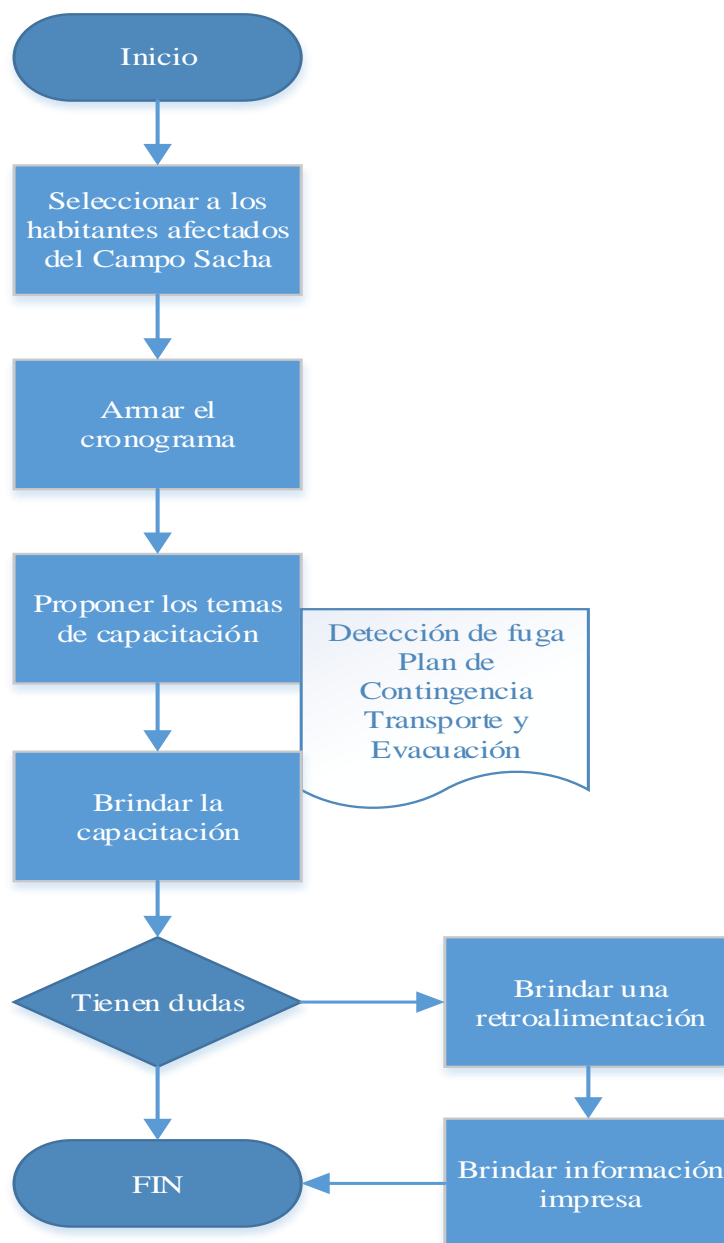 Inicio
Seleccionar a los
habitantes afectados
del Campo Sacha
Armar el
cronograma
Proponer los temas
de capacitación
Detección de fuga
Plan de
Contingencia
Transporte y
Evacuación
Brindar la
capacitación
Tienen dudas
Brindar una
retroalimentación
Brindar información
impresa
FIN